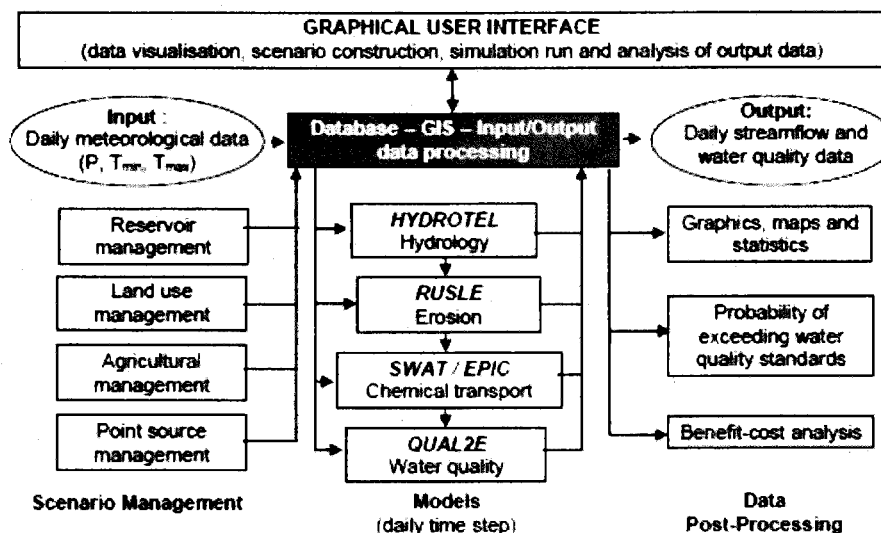 GRAPHICAL USER INTERFACE
(data visualisation, scenario construction, simulation run and analysis of output data)
Input :
Daily meteorological data
(P, Tmin, Tmax)
Database – GIS – Input/Output
data processing
Output:
Daily streamflow and
water quality data
Reservoir
management
Land use
management
Agricultural
management
Point source
management
Scenario Management
HYDROTEL
Hydrology
RUSLE
Erosion
SWAT / EPIC
Chemical transport
QUAL2E
Water quality
Models
(daily time step)
Graphics, maps and
statistics
Probability of
exceeding water
quality standards
Benefit-cost analysis
Data
Post-Processing